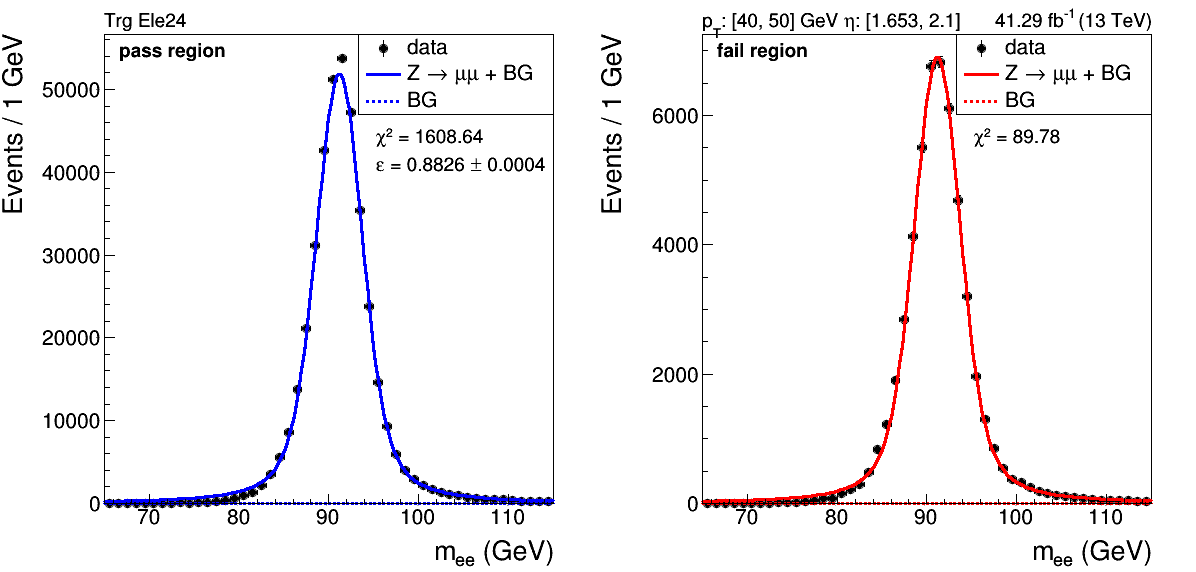 Trg Ele24
pass region
data
Z → μμ + BG
BG
χ² = 1608.64
ε = 0.8826 ± 0.0004
Events / 1 GeV
50000
40000
30000
20000
10000
0
70 80 90 100 110
mee (GeV)
pT: [40, 50] GeV η: [1.653, 2.1] 41.29 fb⁻¹ (13 TeV)
fail region
data
Z → μμ + BG
BG
χ² = 89.78
Events / 1 GeV
6000
4000
2000
0
70 80 90 100 110
mee (GeV)